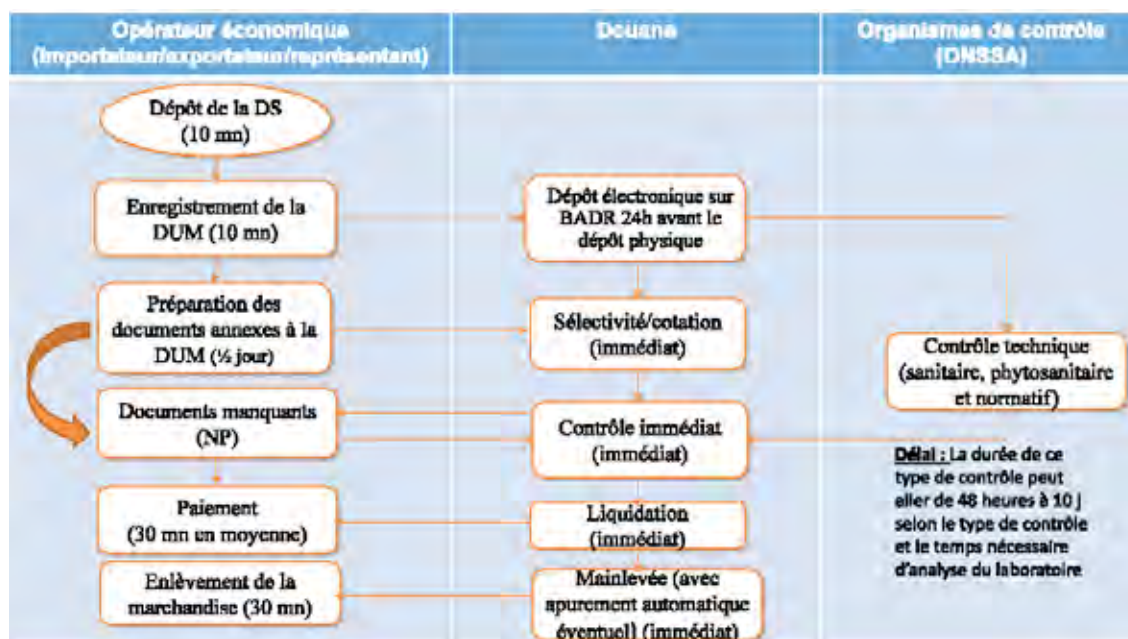 Opérateur économique
(importateur/exportateur/représentant)
Douane
Organismes de contrôle
(ONSSA)
Dépôt de la DS
(10 mn)
Enregistrement de la
DUM (10 mn)
Dépôt électronique sur
BADR 24h avant le
dépôt physique
Préparation des
documents annexes à la
DUM (½ jour)
Sélectivité/cotation
(immédiat)
Contrôle technique
(sanitaire, phytosanitaire
et normatif)
Documents manquants
(NP)
Contrôle immédiat
(immédiat)
Délai : La durée de ce
type de contrôle peut
aller de 48 heures à 10 j
selon le type de contrôle
et le temps nécessaire
d'analyse du laboratoire
Paiement
(30 mn en moyenne)
Liquidation
(immédiat)
Enlèvement de la
marchandise (30 mn)
Mainlevée (avec
apurement automatique
éventuel) (immédiat)